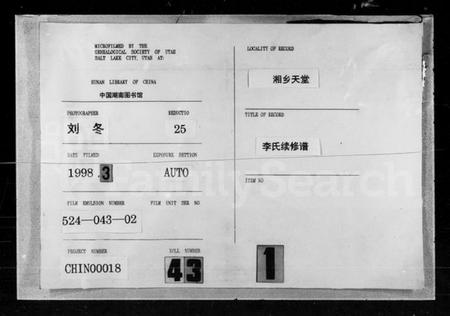 MICROFILMED BY THE
GENEALOGICAL SOCIETY OF UTAH
SALT LAKE CITY, UTAH AT:
HUNAN LIBRARY OF CHINA
中国湖南图书馆
PHOTOGRAPHER
REDUCTIO
刘 冬
25
DATE FILMED
EXPOSURE SETTION
1998.3
AUTO
FILM EMULSION NUMBER
FILM UNIT SER NO
524—043—02
PROJECT NUMBER
ROLL NUMBER
CHIN00018
43
1
LOCALITY OF RECORD
湘乡天堂
TITLE OF RECORD
李氏续修谱
ITEM NO
FamilySearch